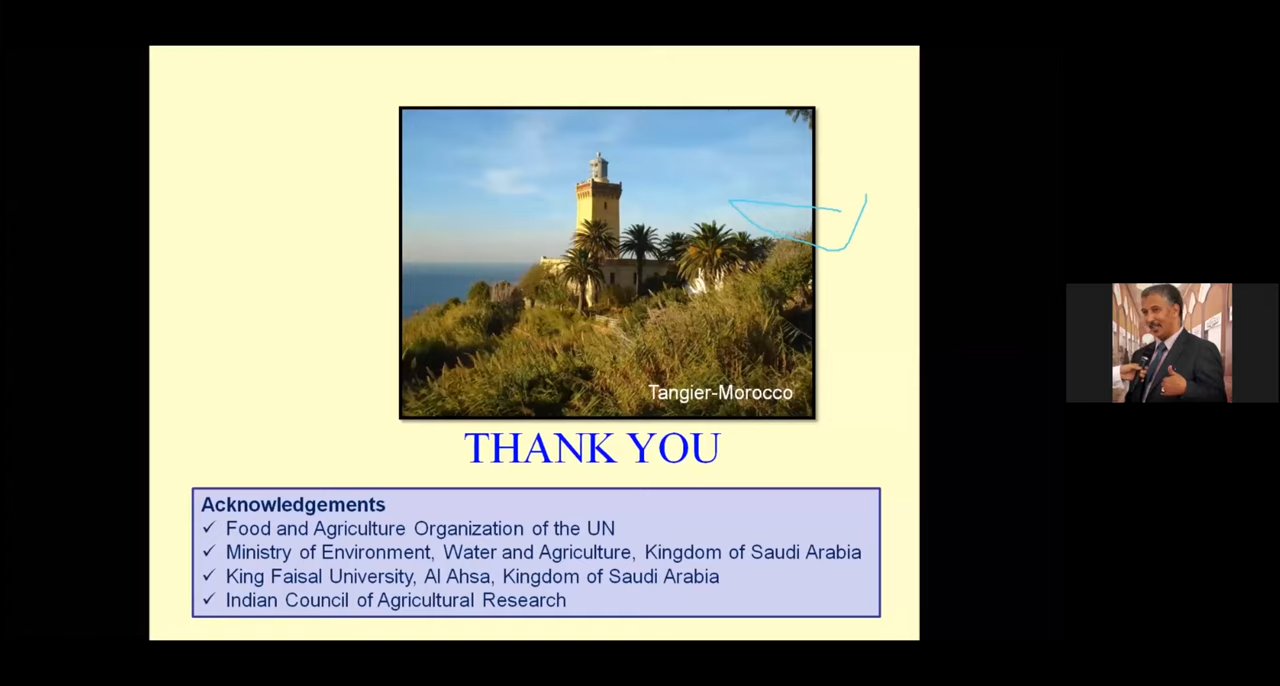 Tangier-Morocco
THANK YOU
Acknowledgements
✓ Food and Agriculture Organization of the UN
✓ Ministry of Environment, Water and Agriculture, Kingdom of Saudi Arabia
✓ King Faisal University, Al Ahsa, Kingdom of Saudi Arabia
✓ Indian Council of Agricultural Research